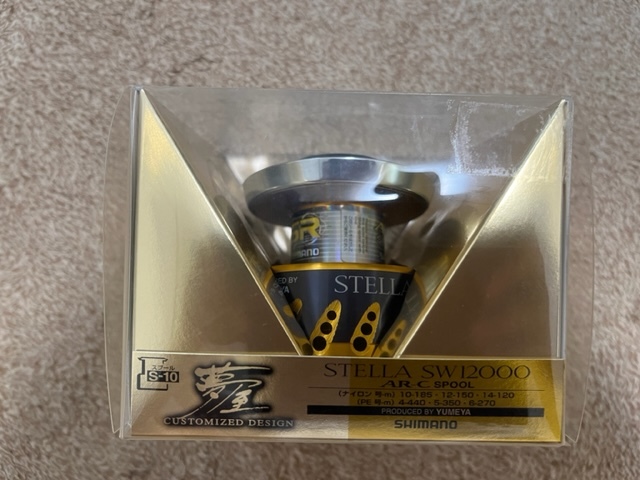 SHIMANO
STELLA
スプール
S-10
夢屋
CUSTOMIZED DESIGN
STELLA SW12000
AR-C SPOOL
(ナイロン 号-m) 10-185・12-150・14-120
(PE 号-m) 4-440・5-350・6-270
PRODUCED BY YUMEYA
SHIMANO